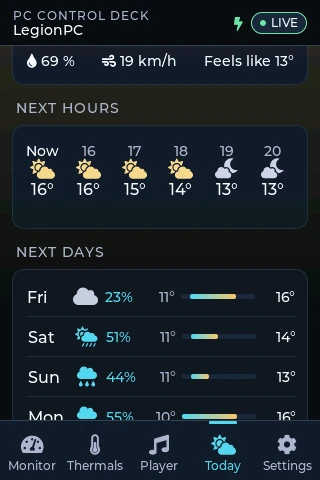 PC CONTROL DECK
LegionPC
LIVE
69 % 19 km/h Feels like 13°
NEXT HOURS
Now 16 17 18 19 20
16° 16° 15° 14° 13° 13°
NEXT DAYS
Fri 23% 11° 16°
Sat 51% 11° 14°
Sun 44% 11° 13°
Mon 55% 10° 16°
Monitor Thermals Player Today Settings